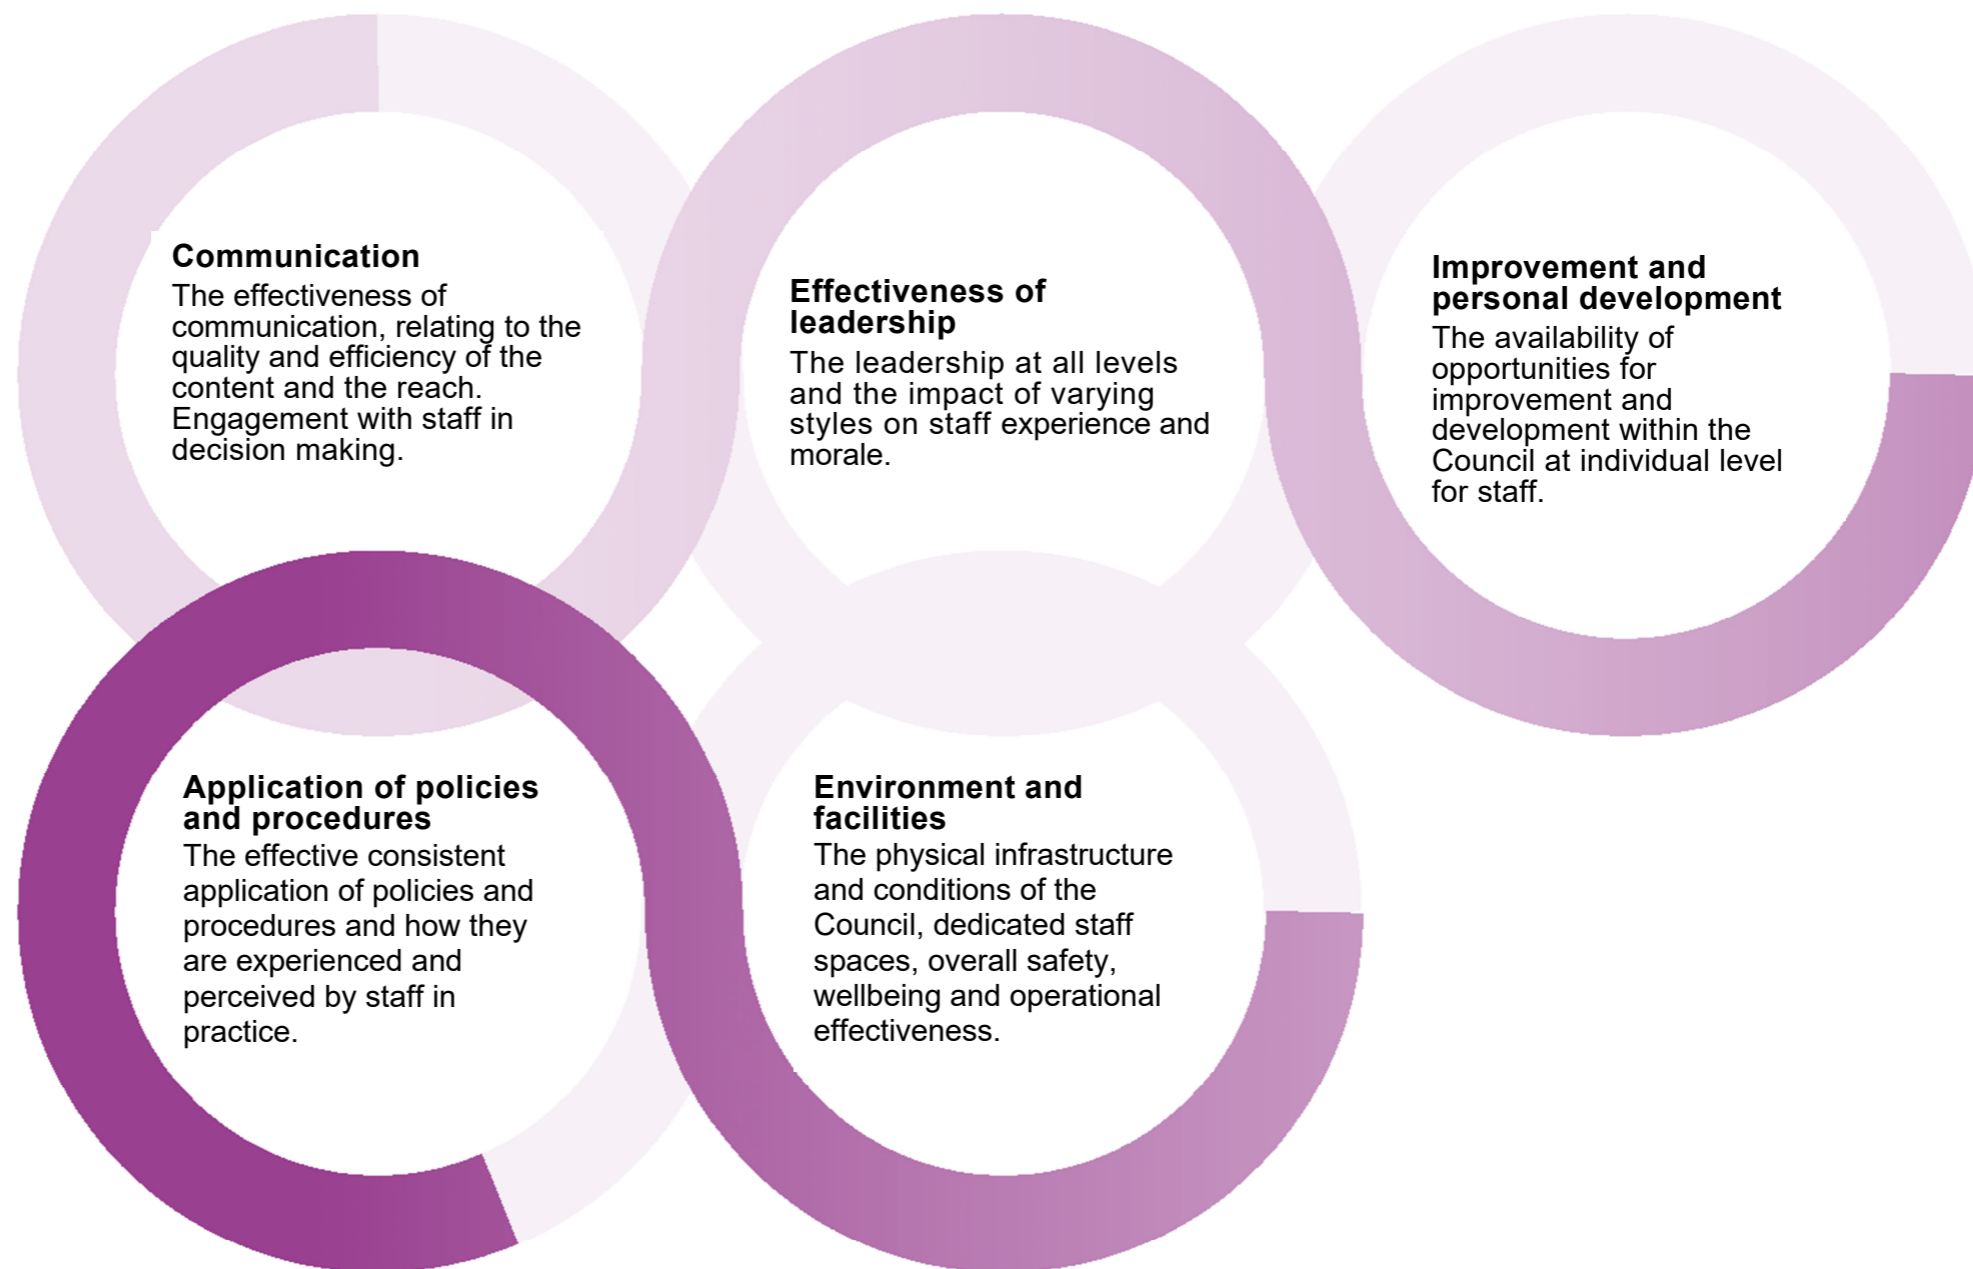 Communication
The effectiveness of
communication, relating to the
quality and efficiency of the
content and the reach.
Engagement with staff in
decision making.
Effectiveness of
leadership
The leadership at all levels
and the impact of varying
styles on staff experience and
morale.
Improvement and
personal development
The availability of
opportunities for
improvement and
development within the
Council at individual level
for staff.
Application of policies
and procedures
The effective consistent
application of policies and
procedures and how they
are experienced and
perceived by staff in
practice.
Environment and
facilities
The physical infrastructure
and conditions of the
Council, dedicated staff
spaces, overall safety,
wellbeing and operational
effectiveness.